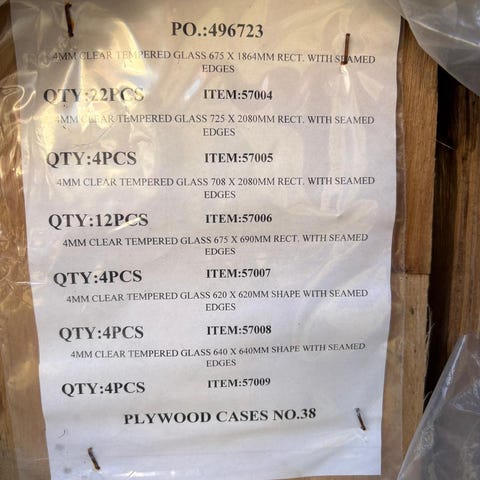 PO.:496723
4MM CLEAR TEMPERED GLASS 675 X 1864MM RECT. WITH SEAMED
EDGES
QTY:22PCS ITEM:57004
4MM CLEAR TEMPERED GLASS 725 X 2080MM RECT. WITH SEAMED
EDGES
QTY:4PCS ITEM:57005
4MM CLEAR TEMPERED GLASS 708 X 2080MM RECT. WITH SEAMED
EDGES
QTY:12PCS ITEM:57006
4MM CLEAR TEMPERED GLASS 675 X 690MM RECT. WITH SEAMED
EDGES
QTY:4PCS ITEM:57007
4MM CLEAR TEMPERED GLASS 620 X 620MM SHAPE WITH SEAMED
EDGES
QTY:4PCS ITEM:57008
4MM CLEAR TEMPERED GLASS 640 X 640MM SHAPE WITH SEAMED
EDGES
QTY:4PCS ITEM:57009
PLYWOOD CASES NO.38